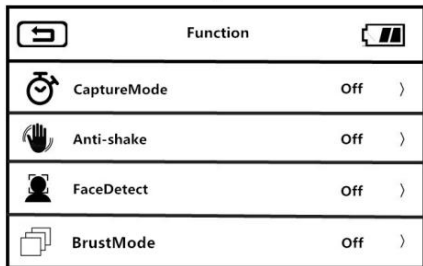 Function
CaptureMode Off 〉
Anti-shake Off 〉
FaceDetect Off 〉
BrustMode Off 〉